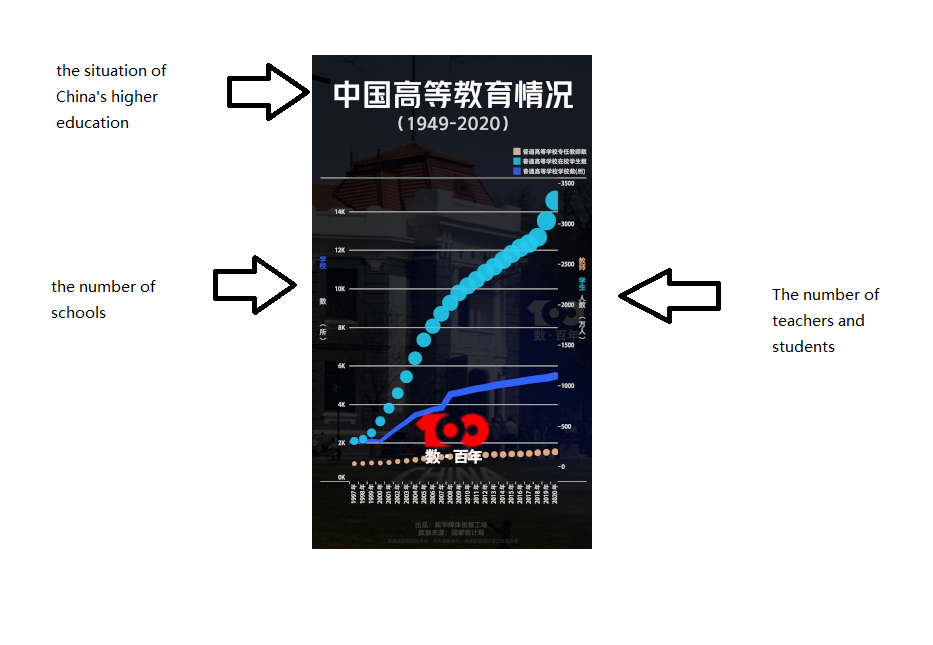 the situation of
China's higher
education
中国高等教育情况
(1949-2020)
普通高等学校专任教师数
普通高等学校在校学生数
普通高等学校学校数(所)
3500
14K
3000
12K
the number of
schools
学校 数 (所)
教师 学生 人数 (万人)
The number of
teachers and
students
2500
10K
2000
数·百年
8K
1500
6K
1000
4K
500
2K
100
数·百年
0
0K
1997年 1998年 1999年 2000年 2001年 2002年 2003年 2004年 2005年 2006年 2007年 2008年 2009年 2010年 2011年 2012年 2013年 2014年 2015年 2016年 2017年 2018年 2019年 2020年
出品：新华媒体创意工场
数据来源：国家统计局